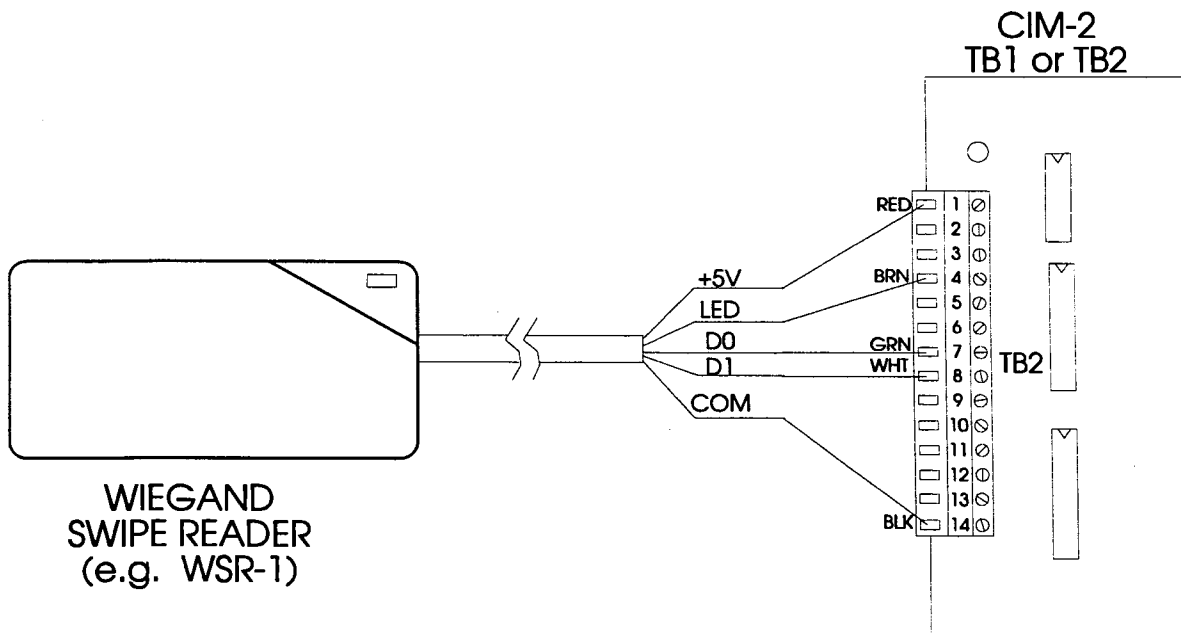 CIM-2
TB1 or TB2
RED 1
2
3
+5V BRN 4
LED 5
6
D0 GRN 7
D1 WHT 8 TB2
9
COM 10
11
12
13
BLK 14
WIEGAND
SWIPE READER
(e.g. WSR-1)